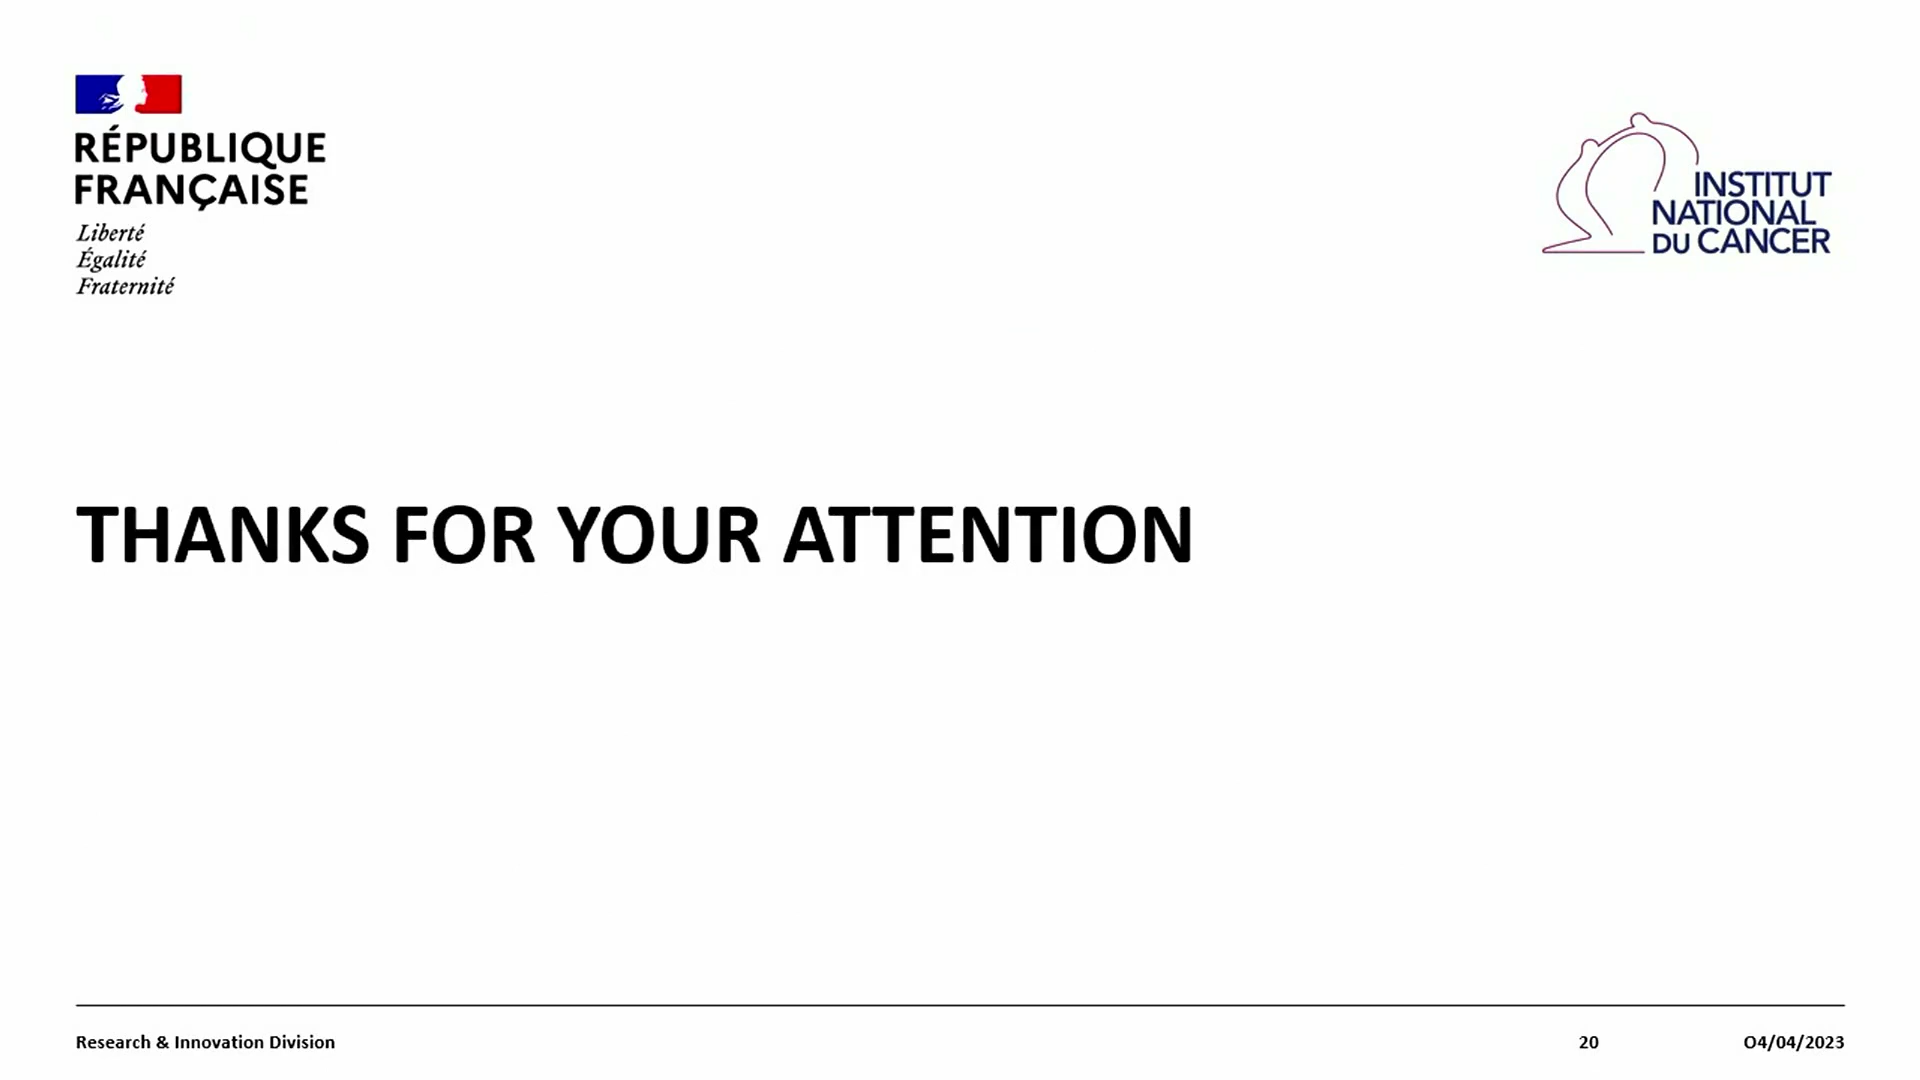 RÉPUBLIQUE
FRANÇAISE
Liberté
Égalité
Fraternité
INSTITUT
NATIONAL
DU CANCER
THANKS FOR YOUR ATTENTION
Research & Innovation Division
20
O4/04/2023